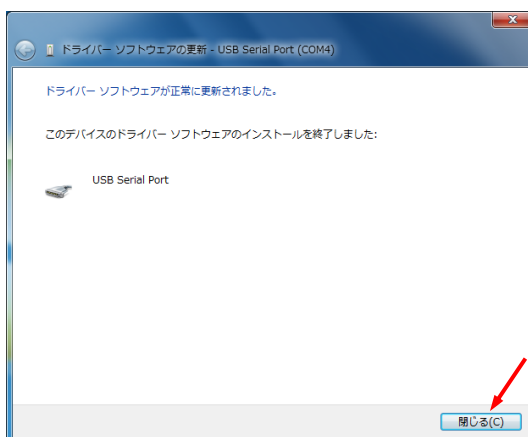 ドライバー ソフトウェアの更新 - USB Serial Port (COM4)
ドライバー ソフトウェアが正常に更新されました。
このデバイスのドライバー ソフトウェアのインストールを終了しました:
USB Serial Port
閉じる(C)